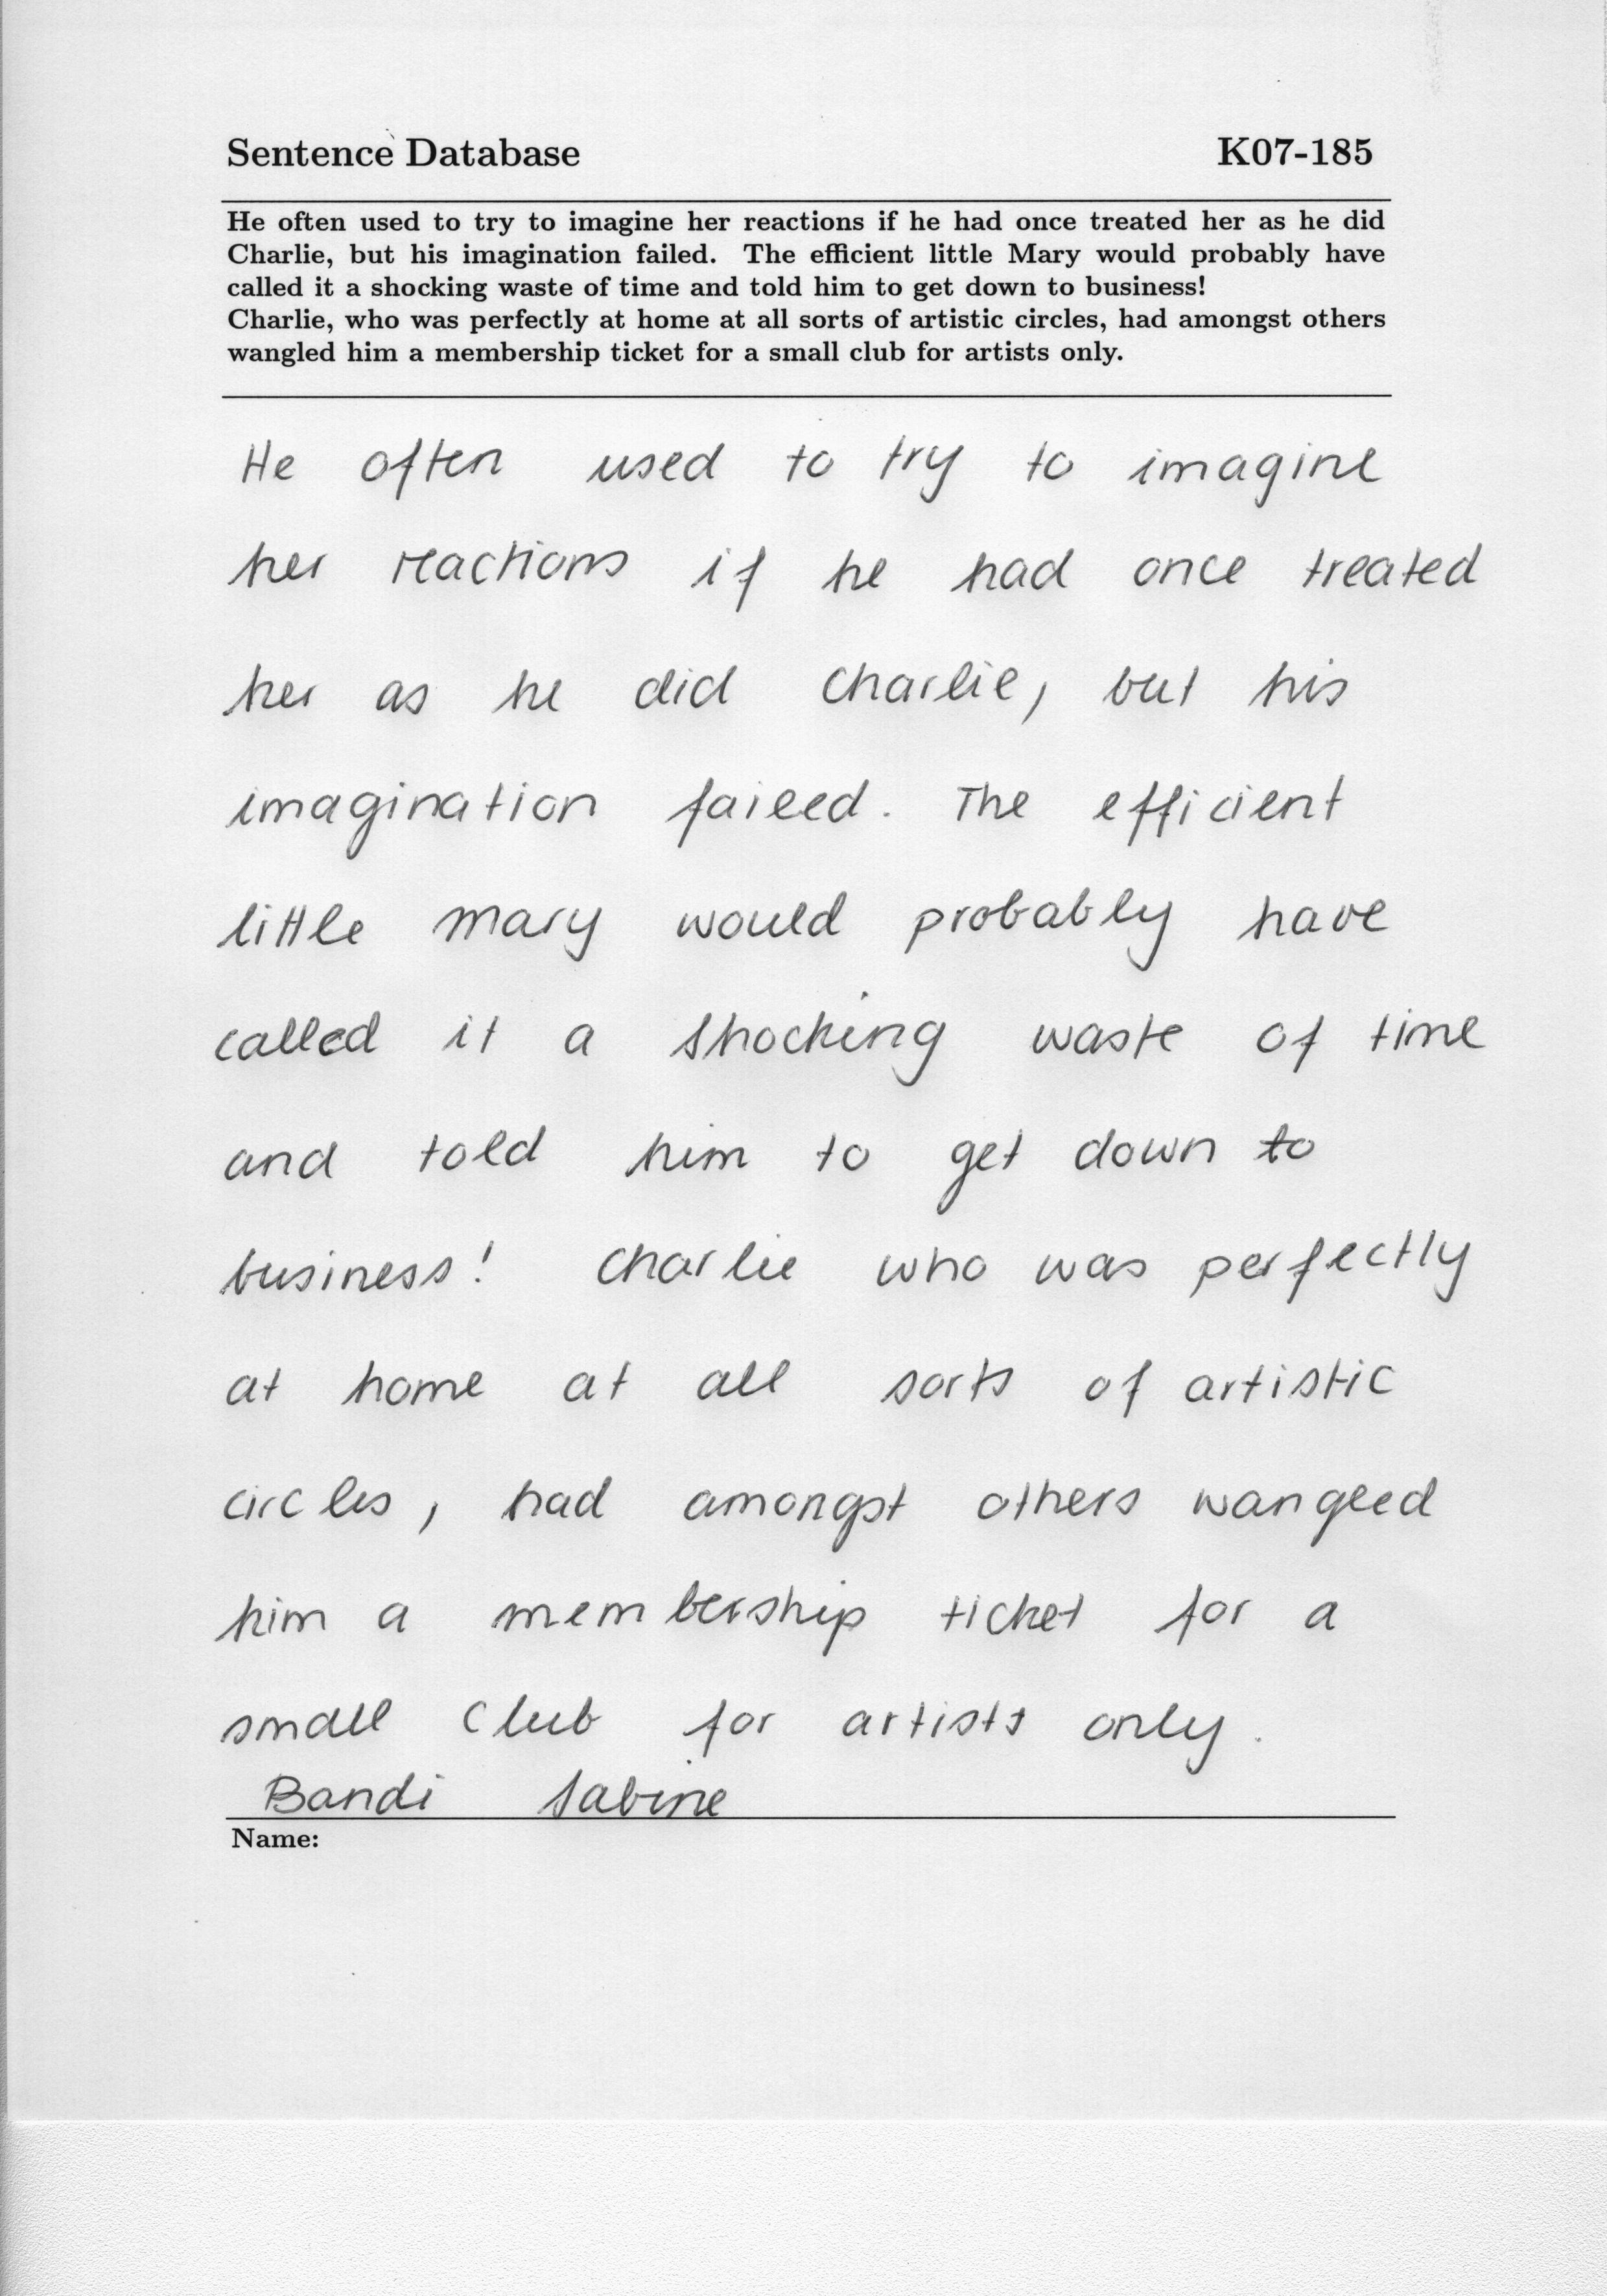 Sentence Database K07-185
He often used to try to imagine her reactions if he had once treated her as he did
Charlie, but his imagination failed. The efficient little Mary would probably have
called it a shocking waste of time and told him to get down to business!
Charlie, who was perfectly at home at all sorts of artistic circles, had amongst others
wangled him a membership ticket for a small club for artists only.
He often used to try to imagine
her reactions if he had once treated
her as he did Charlie, but his
imagination failed. The efficient
little Mary would probably have
called it a shocking waste of time
and told him to get down to
business! Charlie who was perfectly
at home at all sorts of artistic
circles, had amongst others wangled
him a membership ticket for a
small club for artists only.
Bandi Sabine
Name: